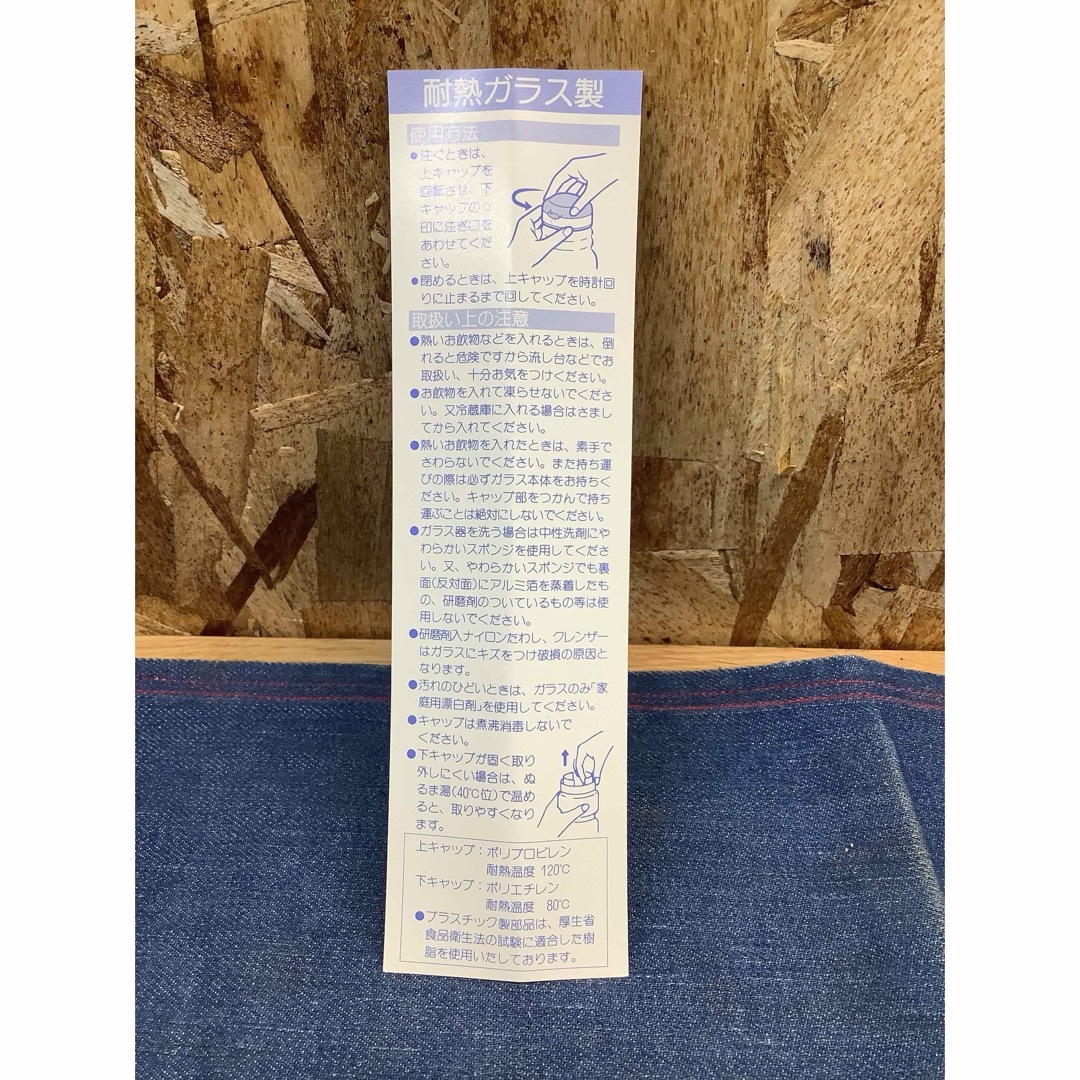 耐熱ガラス製
使用方法
●注ぐときは、
上キャップを
回転させ、下
キャップの▽
印に注ぎ口を
あわせてくだ
さい。
●閉めるときは、上キャップを時計回
りに止まるまで回してください。
取扱い上の注意
●熱いお飲物などを入れるときは、倒
れると危険ですから流し台などでお
取扱い、十分お気をつけください。
●お飲物を入れて凍らせないでくださ
い。又冷蔵庫に入れる場合はさまし
てから入れてください。
●熱いお飲物を入れたときは、素手で
さわらないでください。また持ち運
びの際は必ずガラス本体をお持ちく
ださい。キャップ部をつかんで持ち
運ぶことは絶対にしないでください。
●ガラス器を洗う場合は中性洗剤にや
わらかいスポンジを使用してくださ
い。又、やわらかいスポンジでも裏
面(反対面)にアルミ箔を蒸着したも
の、研磨剤のついているもの等は使
用しないでください。
●研磨剤入ナイロンたわし、クレンザー
はガラスにキズをつけ破損の原因と
なります。
●汚れのひどいときは、ガラスのみ「家
庭用漂白剤」を使用してください。
●キャップは煮沸消毒しないで
ください。
●下キャップが固く取り
外しにくい場合は、ぬ
るま湯(40℃位)で温め
ると、取りやすくなり
ます。
上キャップ：ポリプロピレン
耐熱温度 120℃
下キャップ：ポリエチレン
耐熱温度 80℃
●プラスチック製部品は、厚生省
食品衛生法の試験に適合した樹
脂を使用いたしております。